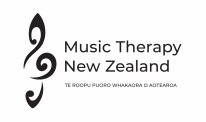 Music Therapy
New Zealand
TE ROOPU PUORO WHAKAORA O AOTEAROA